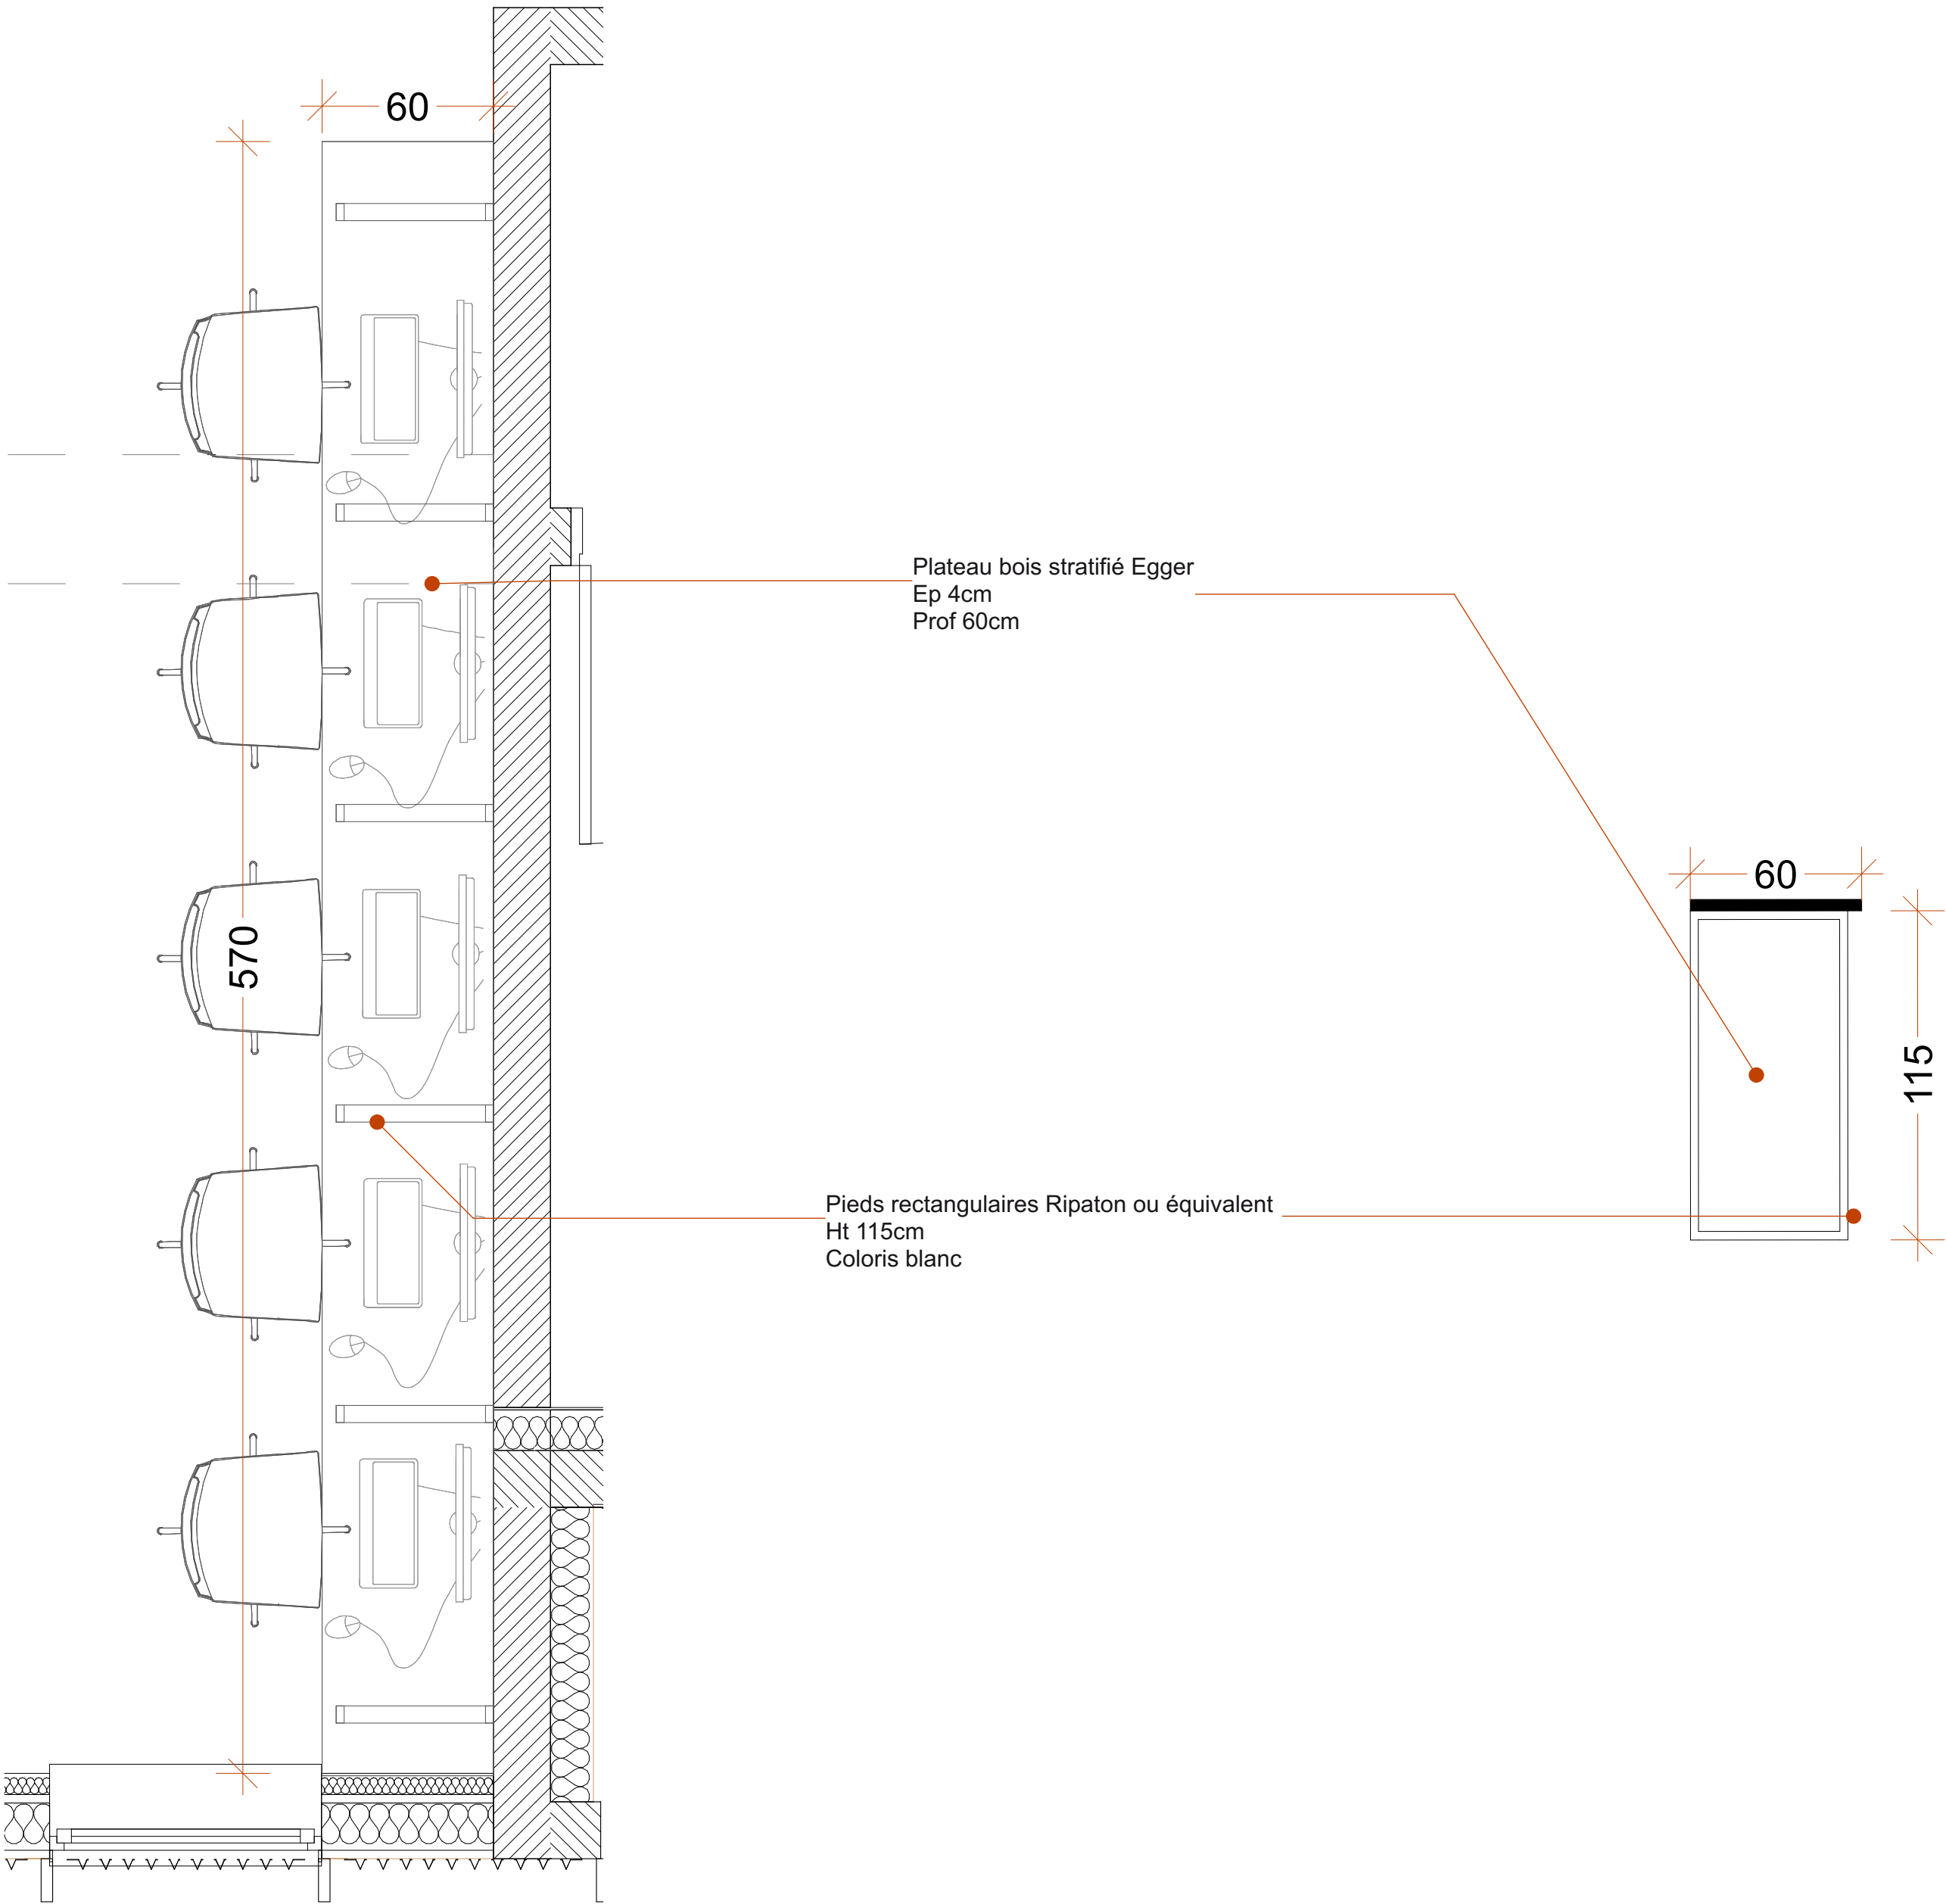 60
570
Plateau bois stratifié Egger
Ep 4cm
Prof 60cm
60
115
Pieds rectangulaires Ripaton ou équivalent
Ht 115cm
Coloris blanc